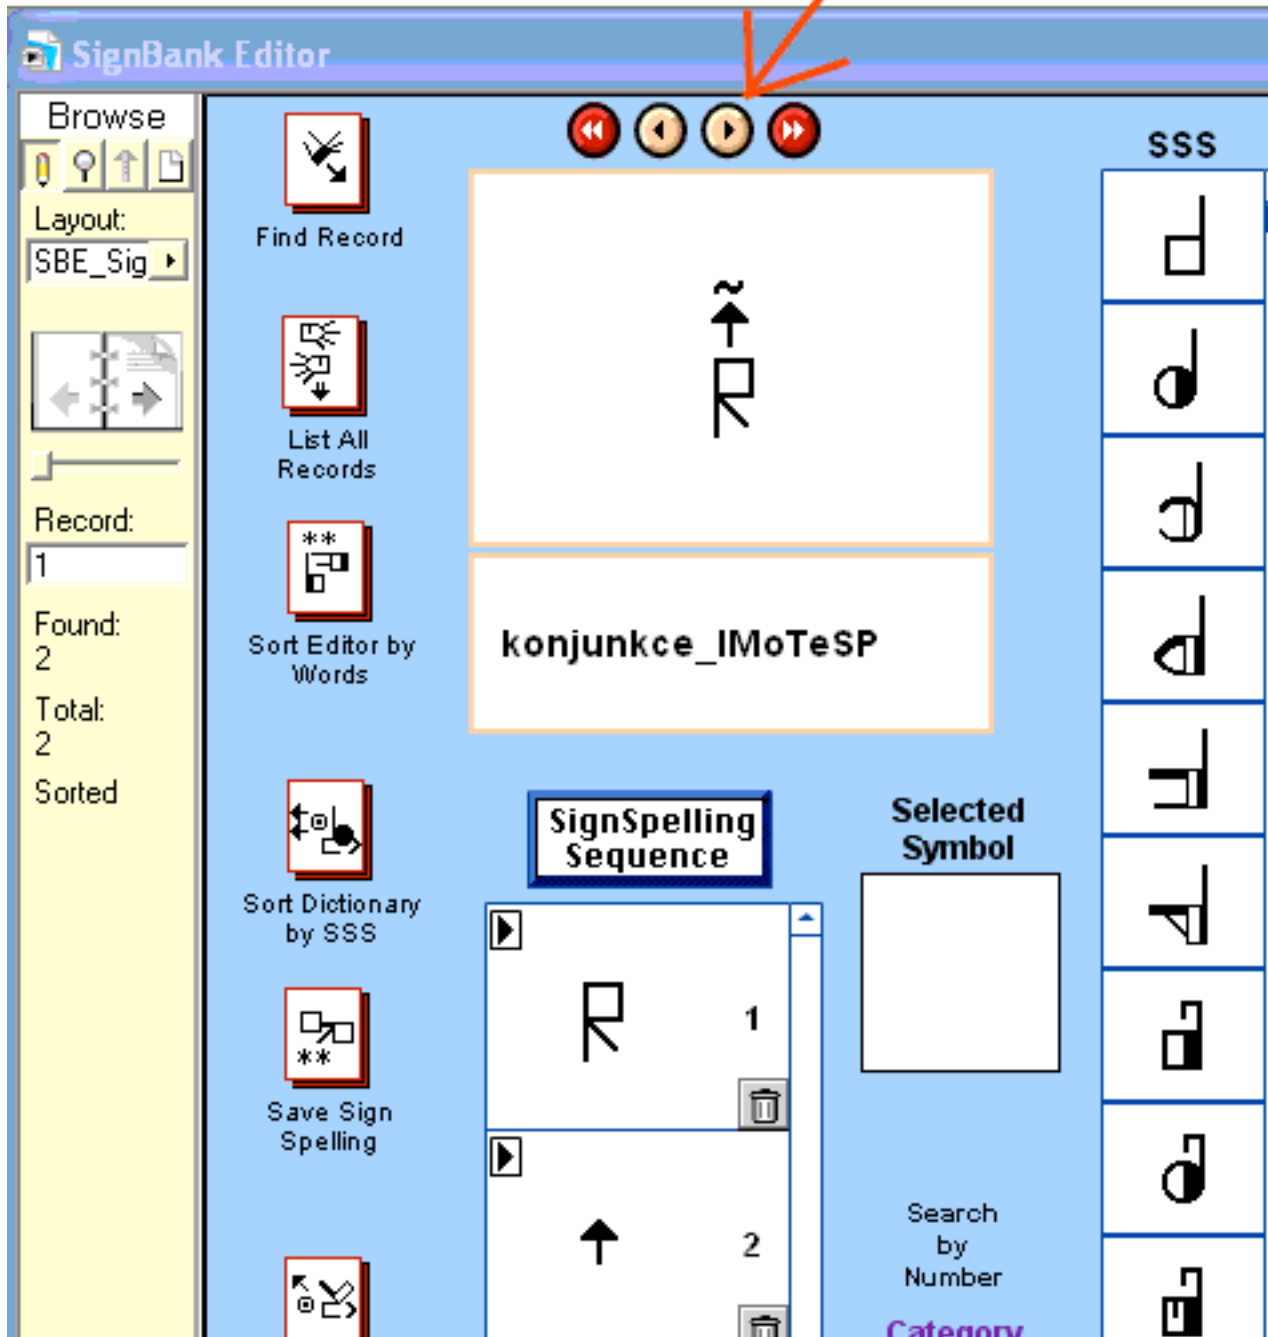 SignBank Editor
Browse
Layout:
SBE_Sig
Record:
1
Found:
2
Total:
2
Sorted
Find Record
List All
Records
Sort Editor by
Words
Sort Dictionary
by SSS
Save Sign
Spelling
konjunkce_IMoTeSP
SignSpelling
Sequence
1
2
Selected
Symbol
Search
by
Number
Category
SSS